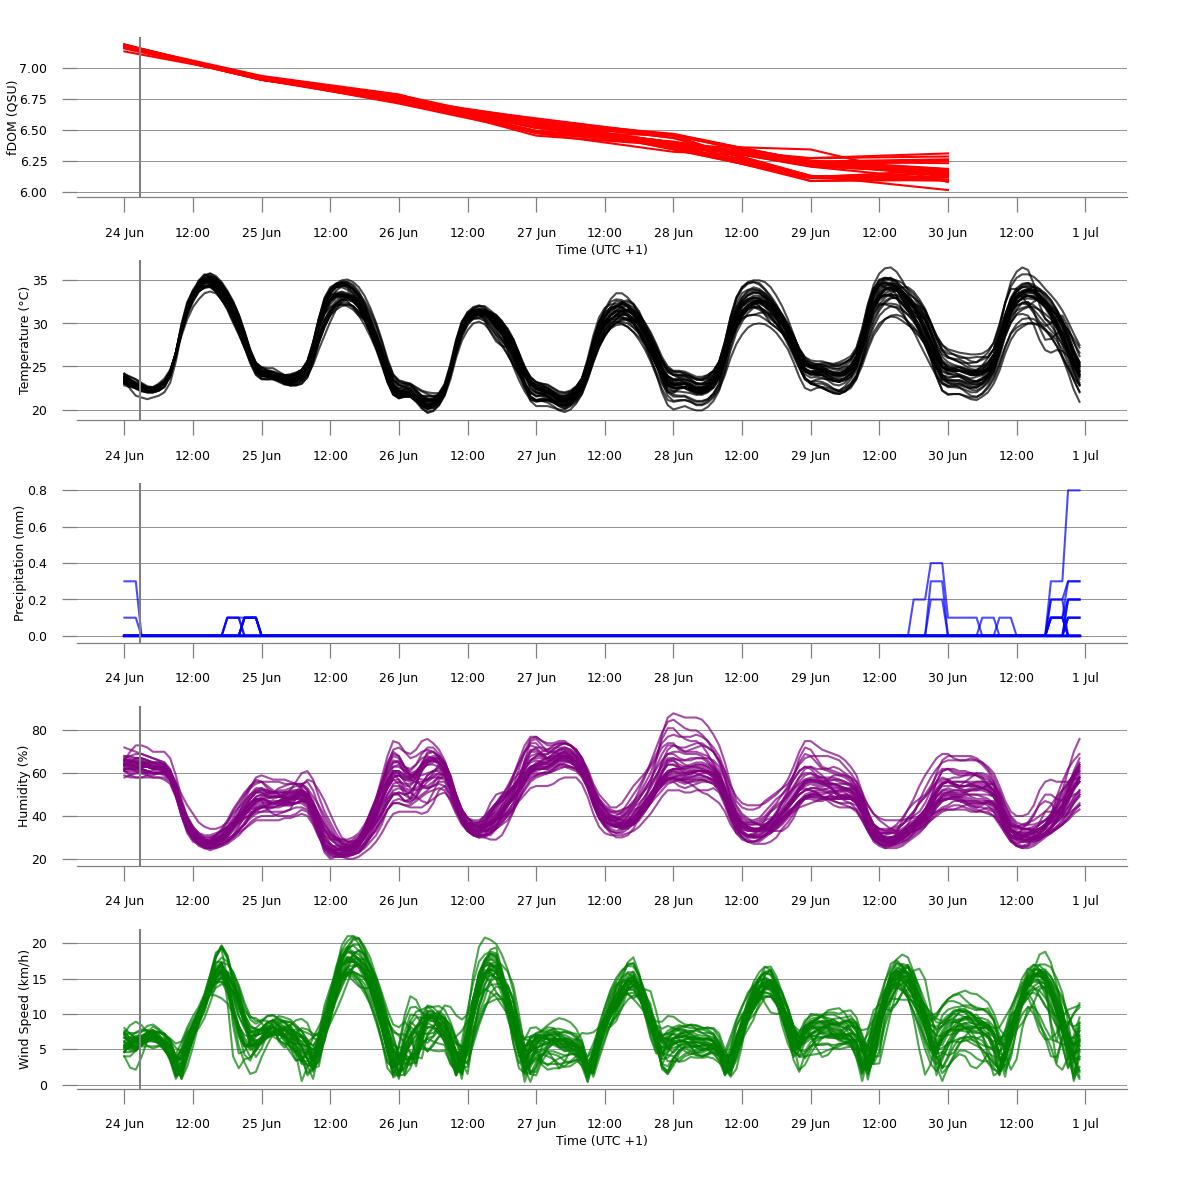 fDOM (QSU)
7.00
6.75
6.50
6.25
6.00
24 Jun 12:00 25 Jun 12:00 26 Jun 12:00 27 Jun 12:00 28 Jun 12:00 29 Jun 12:00 30 Jun 12:00 1 Jul
Time (UTC +1)
Temperature (°C)
35
30
25
20
24 Jun 12:00 25 Jun 12:00 26 Jun 12:00 27 Jun 12:00 28 Jun 12:00 29 Jun 12:00 30 Jun 12:00 1 Jul
Precipitation (mm)
0.8
0.6
0.4
0.2
0.0
24 Jun 12:00 25 Jun 12:00 26 Jun 12:00 27 Jun 12:00 28 Jun 12:00 29 Jun 12:00 30 Jun 12:00 1 Jul
Humidity (%)
80
60
40
20
24 Jun 12:00 25 Jun 12:00 26 Jun 12:00 27 Jun 12:00 28 Jun 12:00 29 Jun 12:00 30 Jun 12:00 1 Jul
Wind Speed (km/h)
20
15
10
5
0
24 Jun 12:00 25 Jun 12:00 26 Jun 12:00 27 Jun 12:00 28 Jun 12:00 29 Jun 12:00 30 Jun 12:00 1 Jul
Time (UTC +1)